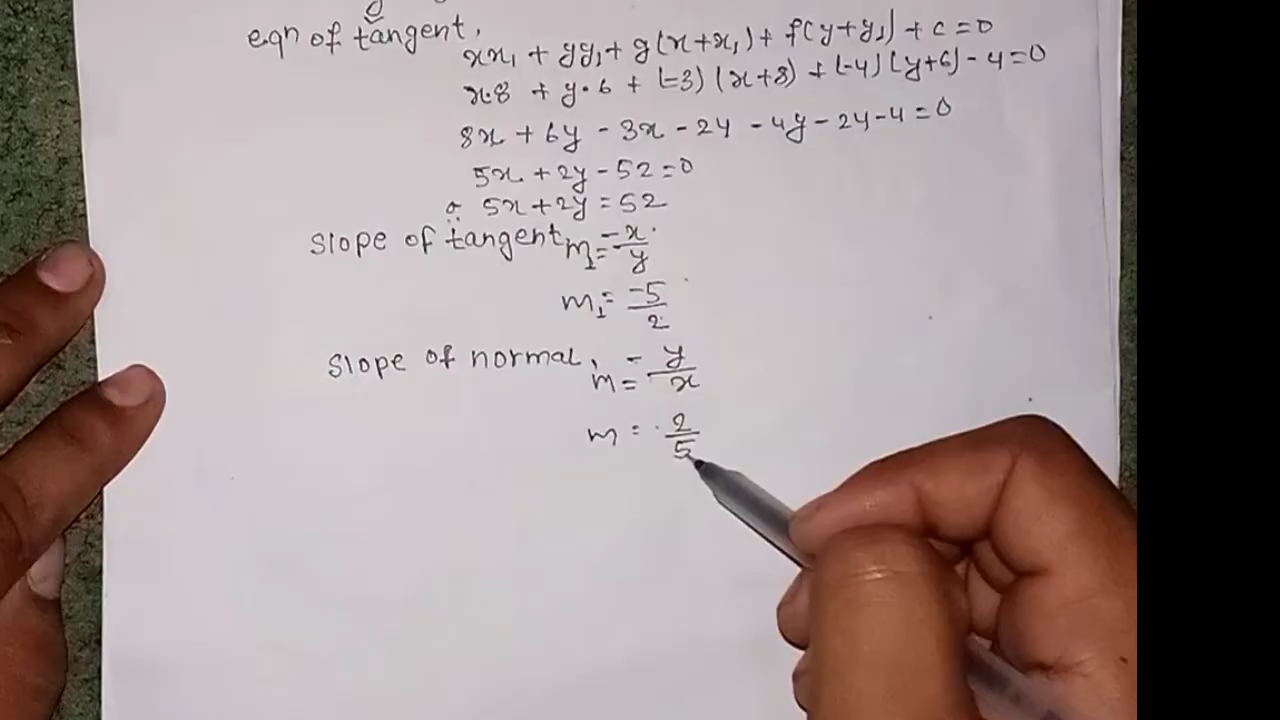 eqn of tangent,
xx₁ + yy₁ + g(x+x₁) + f(y+y₁) + c = 0
x·8 + y·6 + (-3)(x+8) + (-4)(y+6) - 4 = 0
8x + 6y - 3x - 24 - 4y - 24 - 4 = 0
5x + 2y - 52 = 0
5x + 2y = 52
slope of tangent m₁ = -x/y
m₁ = -5/2
slope of normal, m = -y/x
m = 2/5